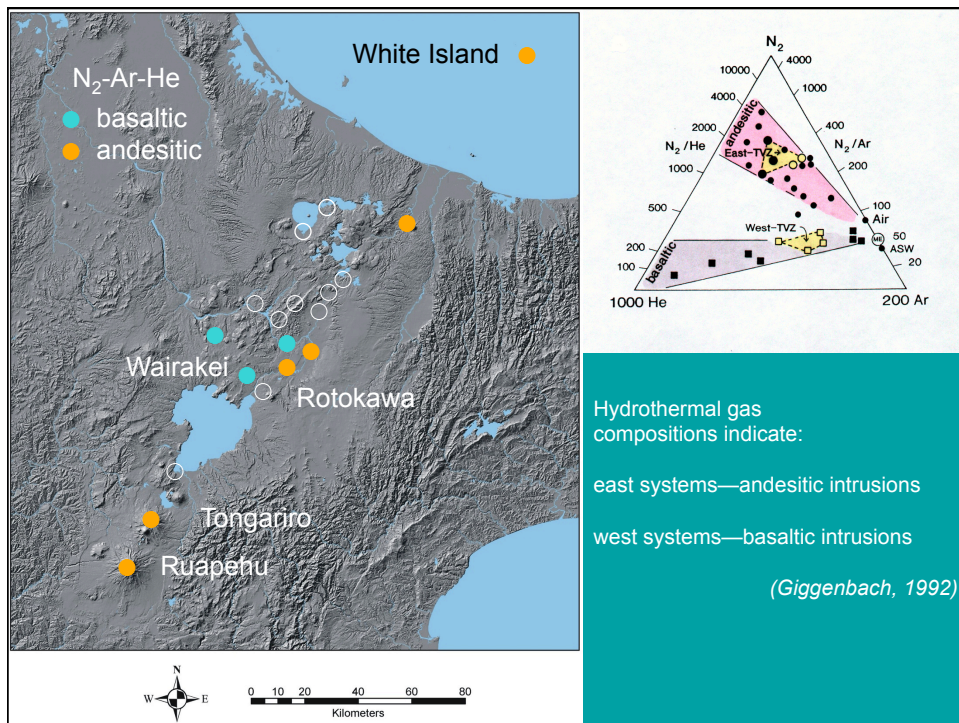 White Island
N₂-Ar-He
basaltic
andesitic
Wairakei
Rotokawa
Tongariro
Ruapehu
N
W
E
S
0 10 20
40
60
80
Kilometers
N₂
10000
4000
4000
1000
2000
andesitic
400
N₂/He
East-TVZ
N₂/Ar
1000
200
500
100
Air
West-TVZ
ME
50
ASW
200
20
100
basaltic
1000 He
200 Ar
Hydrothermal gas
compositions indicate:
east systems—andesitic intrusions
west systems—basaltic intrusions
(Giggenbach, 1992)